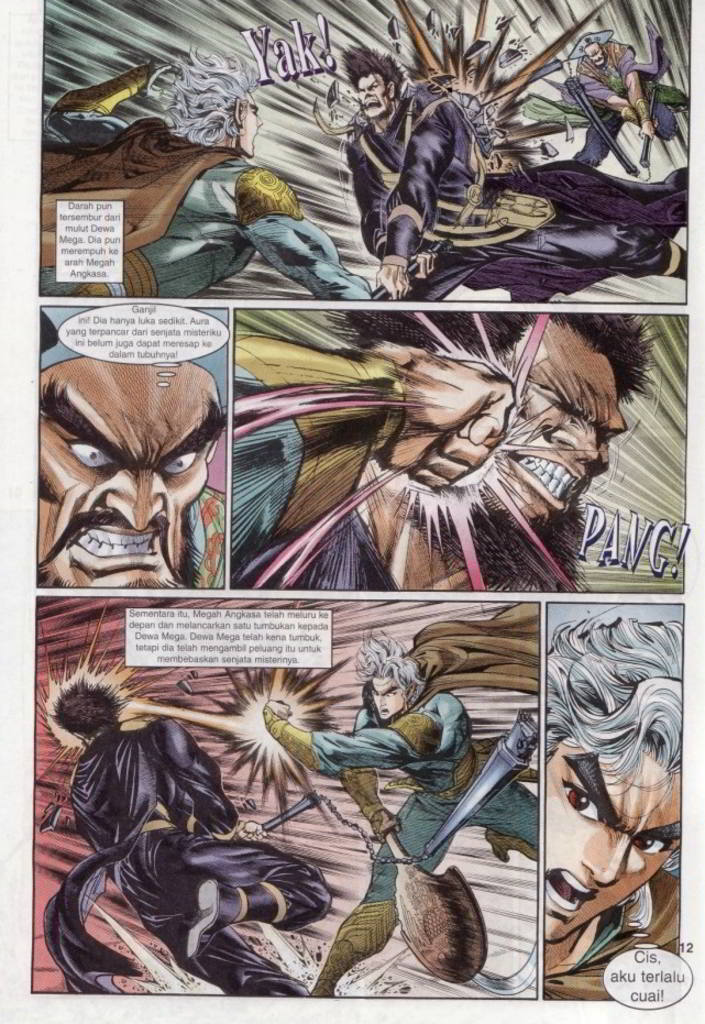 Yak!
Darah pun
tersembur dari
mulut Dewa
Mega. Dia pun
merempuh ke
arah Megah
Angkasa.
Ganjil
ini! Dia hanya luka sedikit. Aura
yang terpancar dari senjata misteriku
ini belum juga dapat meresap ke
dalam tubuhnya!
PANG!
Sementara itu, Megah Angkasa telah meluru ke
depan dan melancarkan satu tumbukan kepada
Dewa Mega. Dewa Mega telah kena tumbuk,
tetapi dia telah mengambil peluang itu untuk
membebaskan senjata misterinya.
Cis,
aku terlalu
cuai!
12